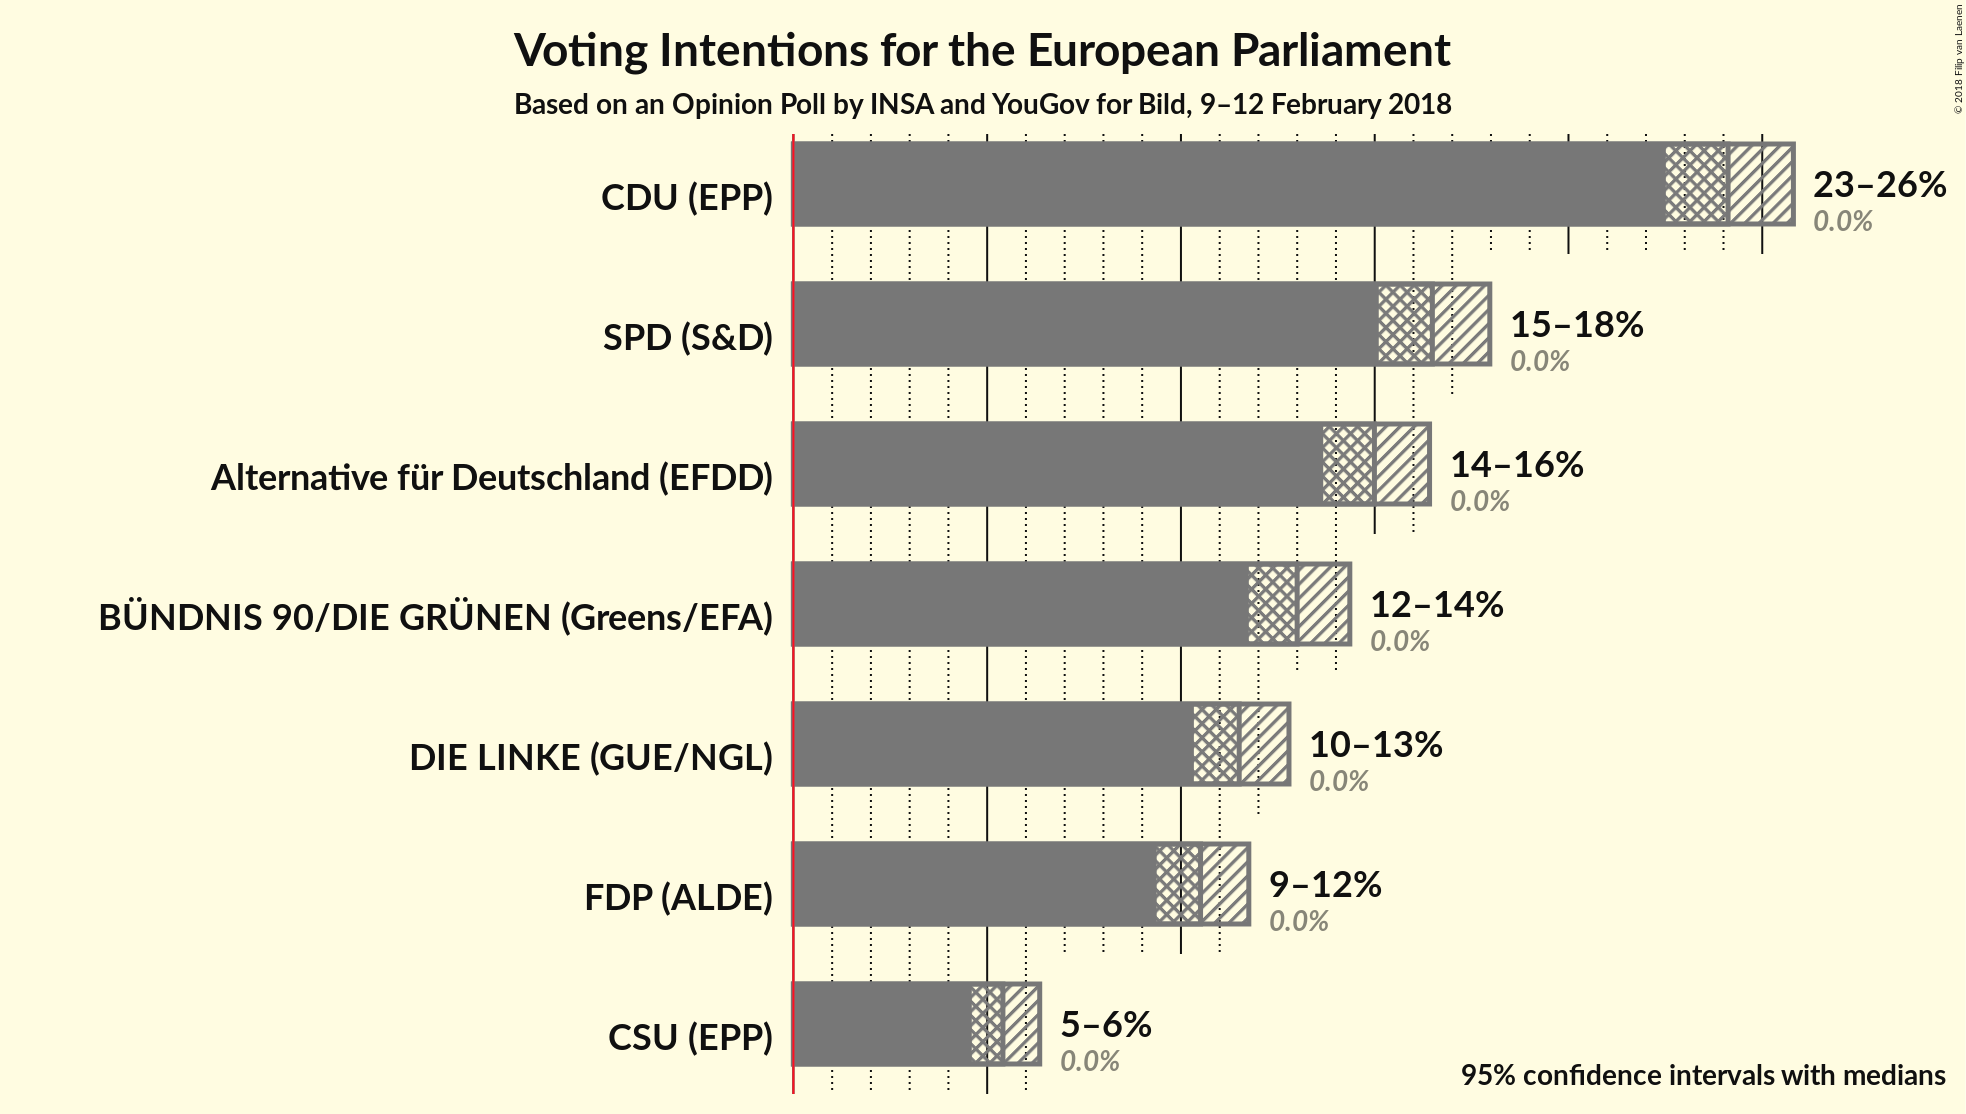 Voting Intentions for the European Parliament
Based on an Opinion Poll by INSA and YouGov for Bild, 9–12 February 2018
© 2018 Filip van Laenen
CDU (EPP)
23–26%
0.0%
SPD (S&D)
15–18%
0.0%
Alternative für Deutschland (EFDD)
14–16%
0.0%
BÜNDNIS 90/DIE GRÜNEN (Greens/EFA)
12–14%
0.0%
DIE LINKE (GUE/NGL)
10–13%
0.0%
FDP (ALDE)
9–12%
0.0%
CSU (EPP)
5–6%
0.0%
95% confidence intervals with medians